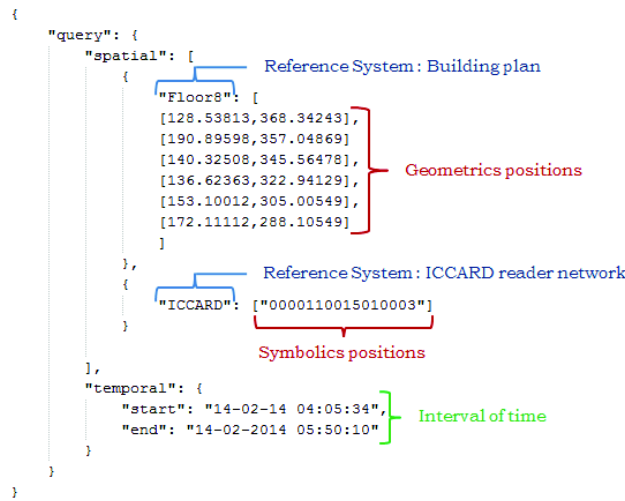 {
"query": {
"spatial": [
{
Reference System : Building plan
"Floor8": [
[128.53813,368.34243],
[190.89598,357.04869]
[140.32508,345.56478],
Geometrics positions
[136.62363,322.94129],
[153.10012,305.00549],
[172.11112,288.10549]
]
},
{
Reference System : ICCARD reader network
"ICCARD": ["0000110015010003"]
}
Symbolics positions
],
"temporal": {
"start": "14-02-14 04:05:34",
Interval of time
"end": "14-02-2014 05:50:10"
}
}
}